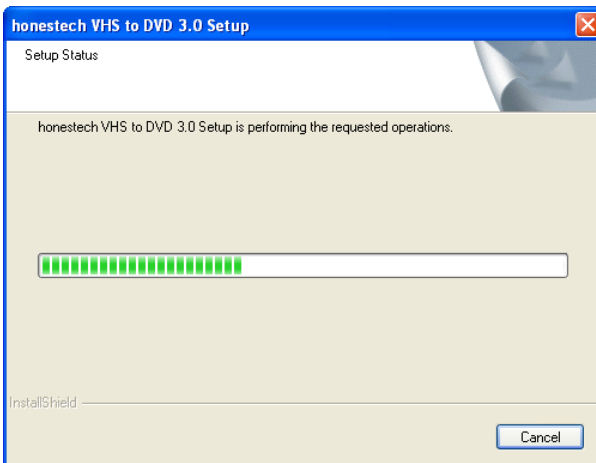 honestech VHS to DVD 3.0 Setup
Setup Status
honestech VHS to DVD 3.0 Setup is performing the requested operations.
InstallShield
Cancel